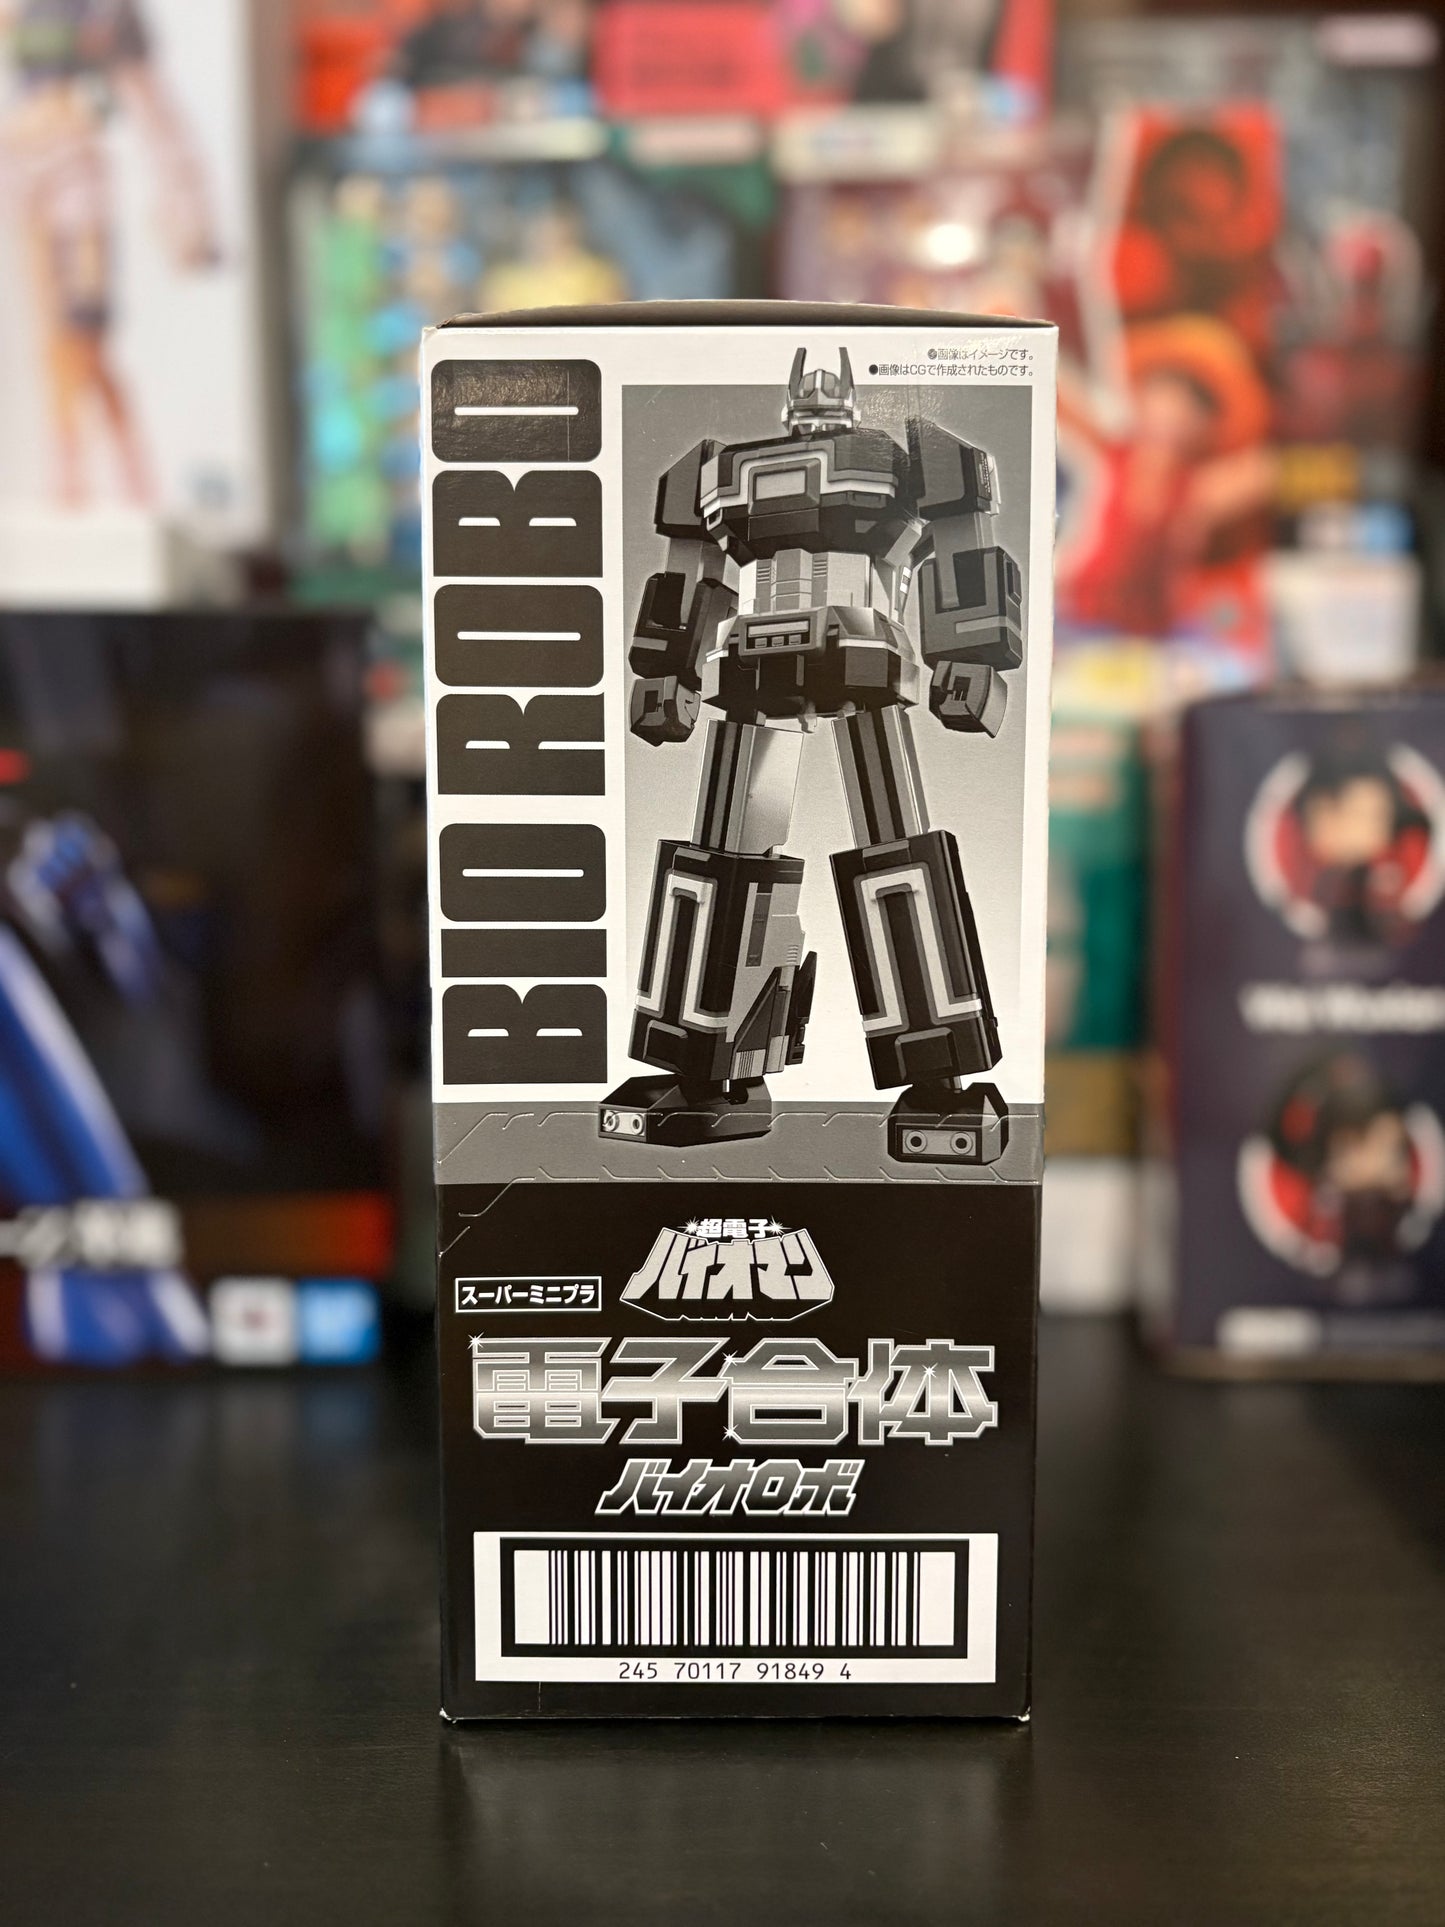 ●画像はイメージです。
●画像はCGで作成されたものです。
BIO ROBO
超電子
バイオマン
スーパーミニプラ
電子合体
バイオロボ
245 70117 91849 4